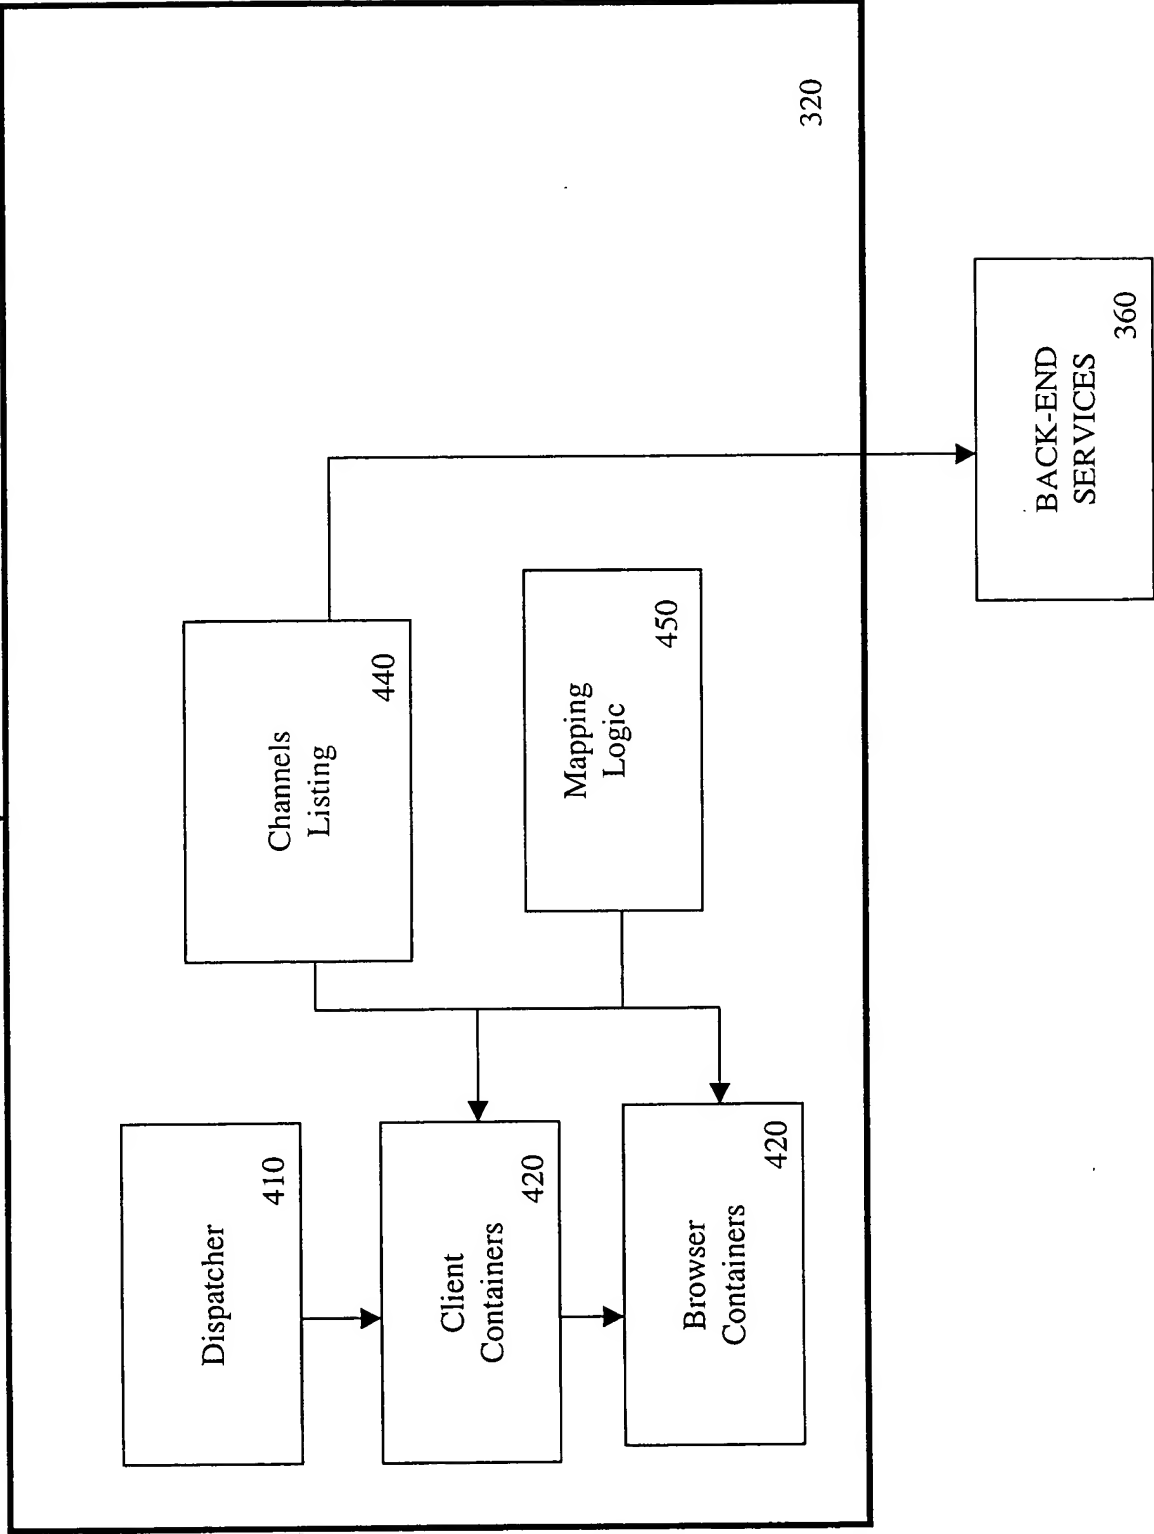 320
Dispatcher
410
Client
Containers
420
Browser
Containers
420
Channels
Listing
440
Mapping
Logic
450
BACK-END
SERVICES
360